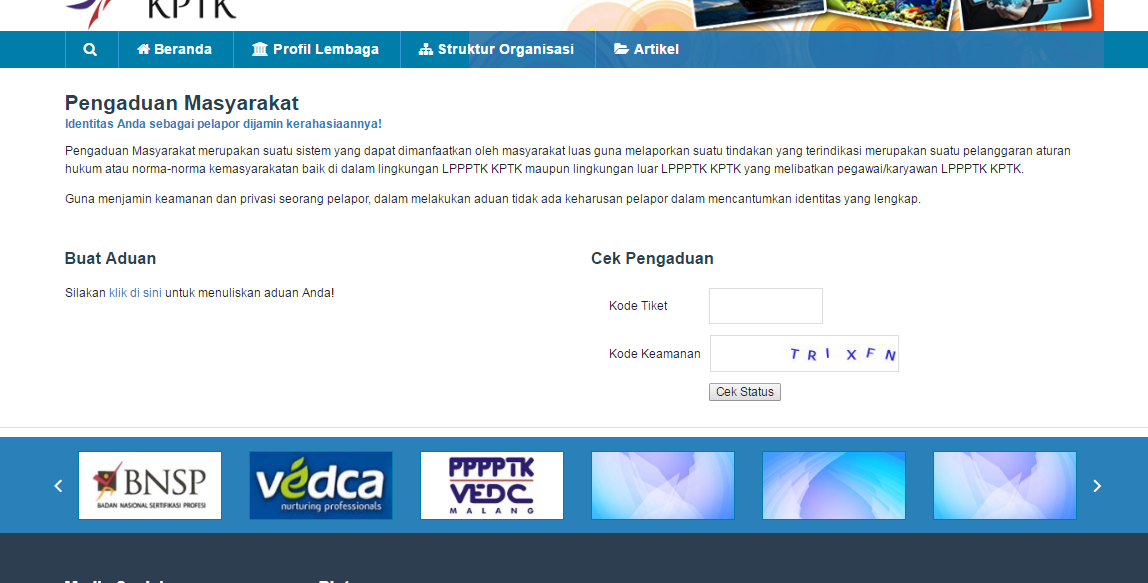 KPTK
Beranda
Profil Lembaga
Struktur Organisasi
Artikel
Pengaduan Masyarakat
Identitas Anda sebagai pelapor dijamin kerahasiaannya!
Pengaduan Masyarakat merupakan suatu sistem yang dapat dimanfaatkan oleh masyarakat luas guna melaporkan suatu tindakan yang terindikasi merupakan suatu pelanggaran aturan
hukum atau norma-norma kemasyarakatan baik di dalam lingkungan LPPPTK KPTK maupun lingkungan luar LPPPTK KPTK yang melibatkan pegawai/karyawan LPPPTK KPTK.
Guna menjamin keamanan dan privasi seorang pelapor, dalam melakukan aduan tidak ada keharusan pelapor dalam mencantumkan identitas yang lengkap.
Buat Aduan
Silakan klik di sini untuk menuliskan aduan Anda!
Cek Pengaduan
Kode Tiket
Kode Keamanan
TRIXFN
Cek Status
BNSP
BADAN NASIONAL SERTIFIKASI PROFESI
védca
nurturing professionals
PPPPTK
VEDC
MALANG